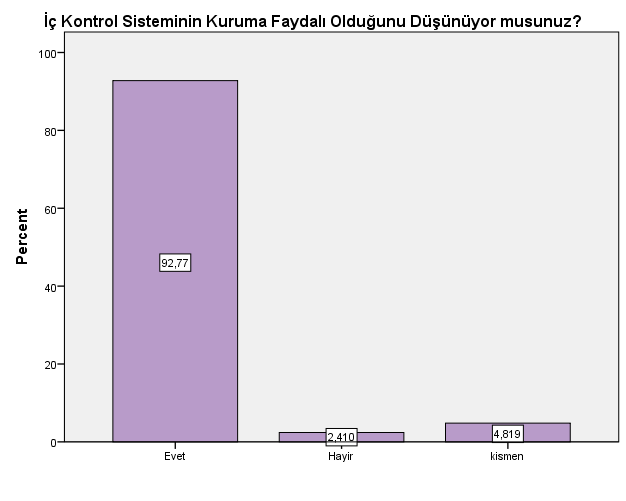 İç Kontrol Sisteminin Kuruma Faydalı Olduğunu Düşünüyor musunuz?
100
80
60
40
20
0
Percent
92,77
2,410
4,819
Evet
Hayir
kismen